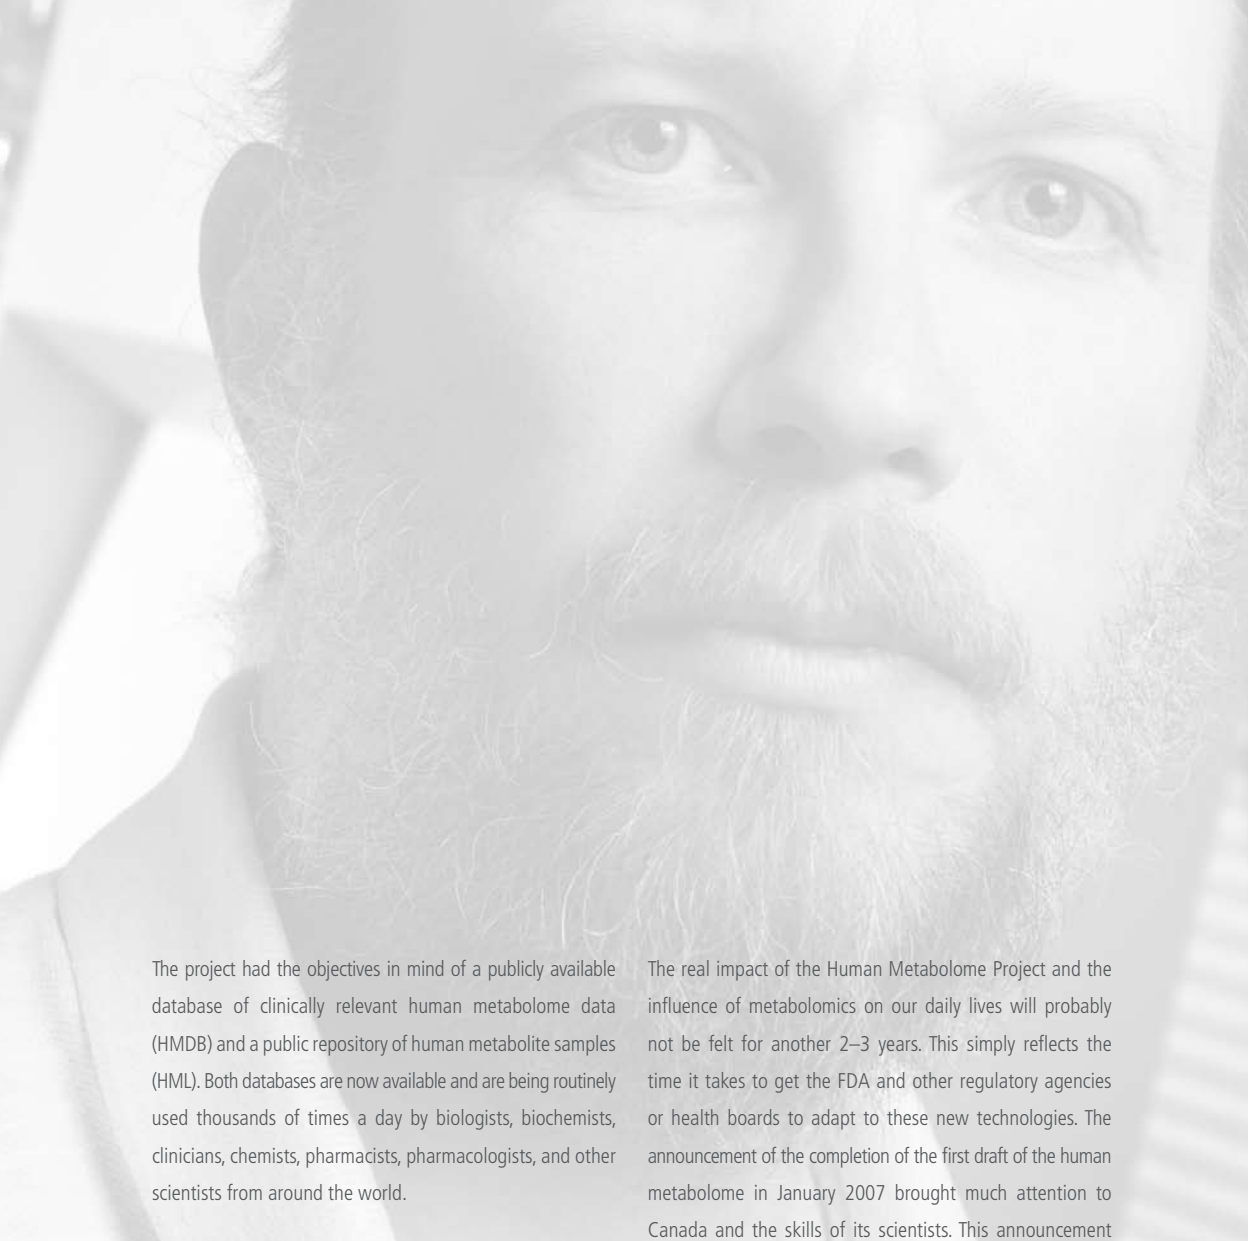 The project had the objectives in mind of a publicly available
database of clinically relevant human metabolome data
(HMDB) and a public repository of human metabolite samples
(HML). Both databases are now available and are being routinely
used thousands of times a day by biologists, biochemists,
clinicians, chemists, pharmacists, pharmacologists, and other
scientists from around the world.
The real impact of the Human Metabolome Project and the
influence of metabolomics on our daily lives will probably
not be felt for another 2–3 years. This simply reflects the
time it takes to get the FDA and other regulatory agencies
or health boards to adapt to these new technologies. The
announcement of the completion of the first draft of the human
metabolome in January 2007 brought much attention to
Canada and the skills of its scientists. This announcement